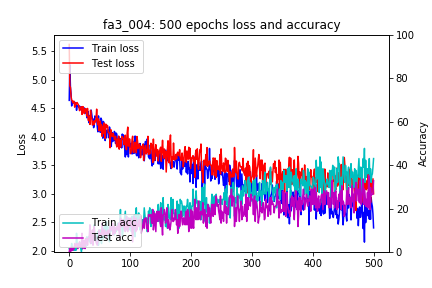 fa3_004: 500 epochs loss and accuracy
Train loss
Test loss
Train acc
Test acc
Loss
Accuracy
5.5
5.0
4.5
4.0
3.5
3.0
2.5
2.0
100
80
60
40
20
0
0
100
200
300
400
500